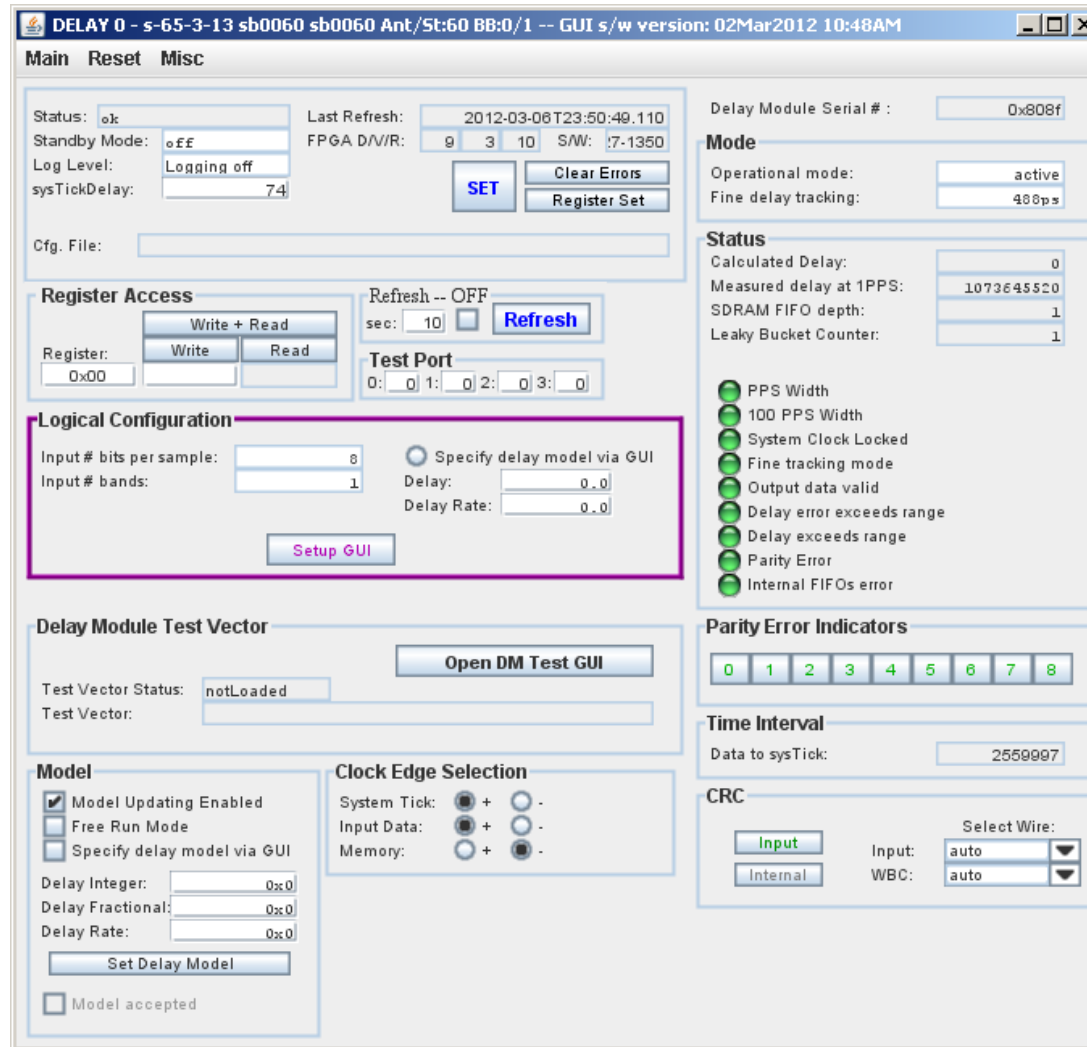 DELAY 0 - s-65-3-13 sb0060 sb0060 Ant/St:60 BB:0/1 -- GUI s/w version: 02Mar2012 10:48AM
Main Reset Misc
Status: ok
Standby Mode: off
Log Level: Logging off
sysTickDelay: 74
Last Refresh: 2012-03-06T23:50:49.110
FPGA D/V/R: 9 3 10 S/W: :7-1350
SET
Clear Errors
Register Set
Cfg. File:
Register Access
Write + Read
Register: Write Read
0x00
Refresh -- OFF
sec: 10 Refresh
Test Port
0: 0 1: 0 2: 0 3: 0
Logical Configuration
Input # bits per sample: 8
Input # bands: 1
Specify delay model via GUI
Delay: 0.0
Delay Rate: 0.0
Setup GUI
Delay Module Test Vector
Open DM Test GUI
Test Vector Status: notLoaded
Test Vector:
Model
Model Updating Enabled
Free Run Mode
Specify delay model via GUI
Delay Integer: 0x0
Delay Fractional: 0x0
Delay Rate: 0x0
Set Delay Model
Model accepted
Clock Edge Selection
System Tick: + -
Input Data: + -
Memory: + -
Delay Module Serial # : 0x808f
Mode
Operational mode: active
Fine delay tracking: 488ps
Status
Calculated Delay: 0
Measured delay at 1PPS: 1073645520
SDRAM FIFO depth: 1
Leaky Bucket Counter: 1
PPS Width
100 PPS Width
System Clock Locked
Fine tracking mode
Output data valid
Delay error exceeds range
Delay exceeds range
Parity Error
Internal FIFOs error
Parity Error Indicators
0 1 2 3 4 5 6 7 8
Time Interval
Data to sysTick: 2559997
CRC
Select Wire:
Input Input: auto
Internal WBC: auto